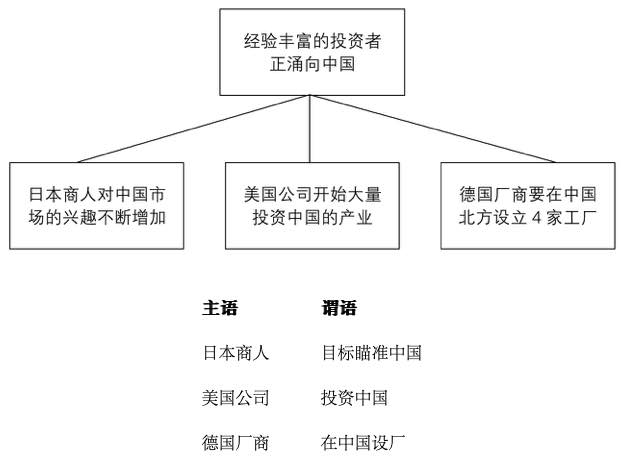 经验丰富的投资者
正涌向中国
日本商人对中国市
场的兴趣不断增加
美国公司开始大量
投资中国的产业
德国厂商要在中国
北方设立4家工厂
主语 谓语
日本商人 目标瞄准中国
美国公司 投资中国
德国厂商 在中国设厂